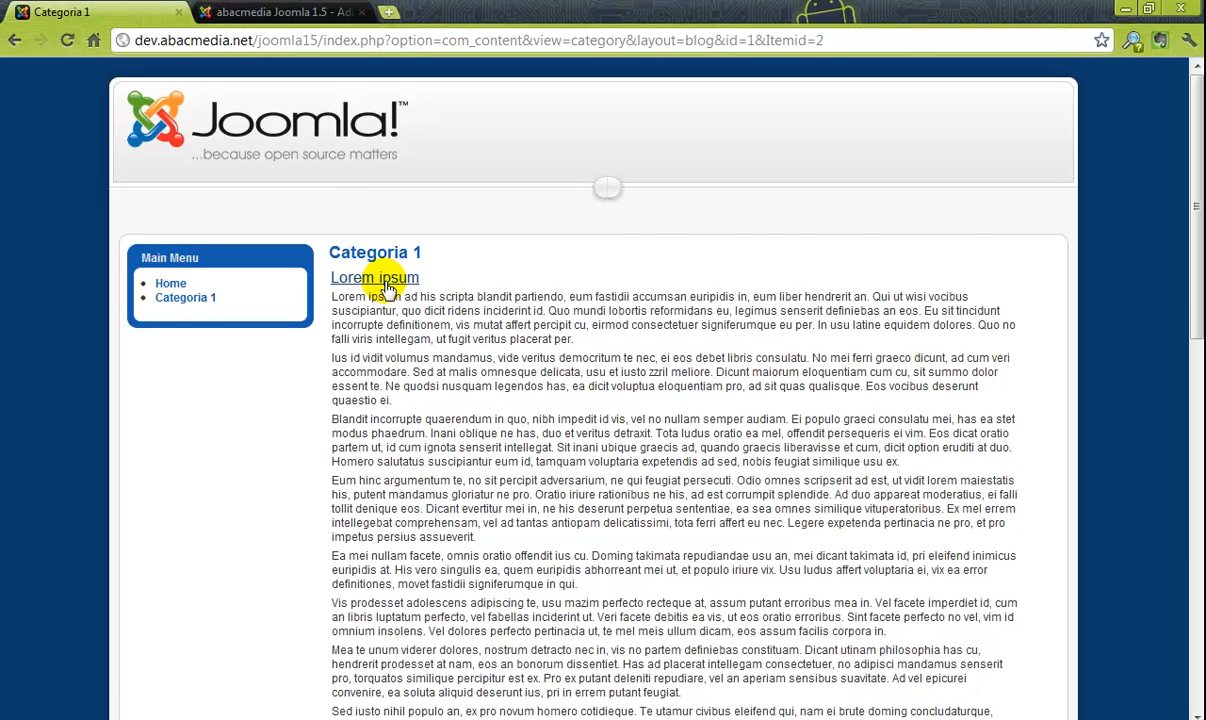 Categoria 1
abacmedia Joomla 1.5 - Ad
dev.abacmedia.net/joomla15/index.php?option=com_content&view=category&layout=blog&id=1&Itemid=2
Joomla!™
...because open source matters
Main Menu
Home
Categoria 1
Categoria 1
Lorem ipsum
Lorem ipsum ad his scripta blandit partiendo, eum fastidii accumsan euripidis in, eum liber hendrerit an. Qui ut wisi vocibus
suscipiantur, quo dicit ridens inciderint id. Quo mundi lobortis reformidans eu, legimus senserit definiebas an eos. Eu sit tincidunt
incorrupte definitionem, vis mutat affert percipit cu, eirmod consectetuer signiferumque eu per. In usu latine equidem dolores. Quo no
falli viris intellegam, ut fugit veritus placerat per.
Ius id vidit volumus mandamus, vide veritus democritum te nec, ei eos debet libris consulatu. No mei ferri graeco dicunt, ad cum veri
accommodare. Sed at malis omnesque delicata, usu et iusto zzril meliore. Dicunt maiorum eloquentiam cum cu, sit summo dolor
essent te. Ne quodsi nusquam legendos has, ea dicit voluptua eloquentiam pro, ad sit quas qualisque. Eos vocibus deserunt
quaestio ei.
Blandit incorrupte quaerendum in quo, nibh impedit id vis, vel no nullam semper audiam. Ei populo graeci consulatu mei, has ea stet
modus phaedrum. Inani oblique ne has, duo et veritus detraxit. Tota ludus oratio ea mel, offendit persequeris ei vim. Eos dicat oratio
partem ut, id cum ignota senserit intellegat. Sit inani ubique graecis ad, quando graecis liberavisse et cum, dicit option eruditi at duo.
Homero salutatus suscipiantur eum id, tamquam voluptaria expetendis ad sed, nobis feugiat similique usu ex.
Eum hinc argumentum te, no sit percipit adversarium, ne qui feugiat persecuti. Odio omnes scripserit ad est, ut vidit lorem maiestatis
his, putent mandamus gloriatur ne pro. Oratio iriure rationibus ne his, ad est corrumpit splendide. Ad duo appareat moderatius, ei falli
tollit denique eos. Dicant evertitur mei in, ne his deserunt perpetua sententiae, ea sea omnes similique vituperatoribus. Ex mel errem
intellegebat comprehensam, vel ad tantas antiopam delicatissimi, tota ferri affert eu nec. Legere expetenda pertinacia ne pro, et pro
impetus persius assueverit.
Ea mei nullam facete, omnis oratio offendit ius cu. Doming takimata repudiandae usu an, mei dicant takimata id, pri eleifend inimicus
euripidis at. His vero singulis ea, quem euripidis abhorreant mei ut, et populo iriure vix. Usu ludus affert voluptaria ei, vix ea error
definitiones, movet fastidii signiferumque in qui.
Vis prodesset adolescens adipiscing te, usu mazim perfecto recteque at, assum putant erroribus mea in. Vel facete imperdiet id, cum
an libris luptatum perfecto, vel fabellas inciderint ut. Veri facete debitis ea vis, ut eos oratio erroribus. Sint facete perfecto no vel, vim id
omnium insolens. Vel dolores perfecto pertinacia ut, te mel meis ullum dicam, eos assum facilis corpora in.
Mea te unum viderer dolores, nostrum detracto nec in, vis no partem definiebas constituam. Dicant utinam philosophia has cu,
hendrerit prodesset at nam, eos an bonorum dissentiet. Has ad placerat intellegam consectetuer, no adipisci mandamus senserit
pro, torquatos similique percipitur est ex. Pro ex putant deleniti repudiare, vel an aperiam sensibus suavitate. Ad vel epicurei
convenire, ea soluta aliquid deserunt ius, pri in errem putant feugiat.
Sed iusto nihil populo an, ex pro novum homero cotidieque. Te utamur civibus eleifend qui, nam ei brute doming concludaturque,